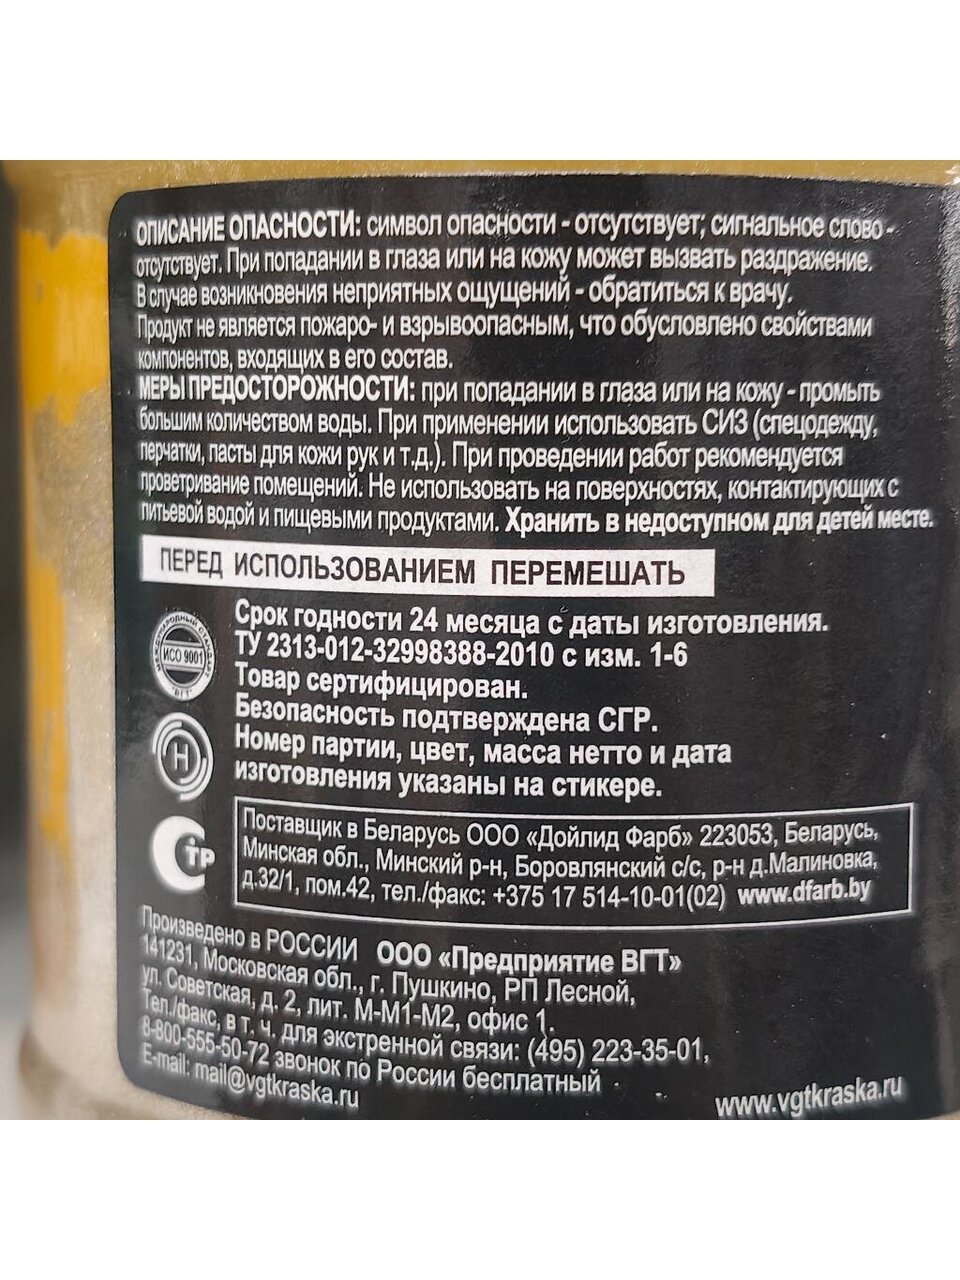 ОПИСАНИЕ ОПАСНОСТИ: символ опасности - отсутствует; сигнальное слово -
отсутствует. При попадании в глаза или на кожу может вызвать раздражение.
В случае возникновения неприятных ощущений - обратиться к врачу.
Продукт не является пожаро- и взрывоопасным, что обусловлено свойствами
компонентов, входящих в его состав.
МЕРЫ ПРЕДОСТОРОЖНОСТИ: при попадании в глаза или на кожу - промыть
большим количеством воды. При применении использовать СИЗ (спецодежду,
перчатки, пасты для кожи рук и т.д.). При проведении работ рекомендуется
проветривание помещений. Не использовать на поверхностях, контактирующих с
питьевой водой и пищевыми продуктами. Хранить в недоступном для детей месте.
ПЕРЕД ИСПОЛЬЗОВАНИЕМ ПЕРЕМЕШАТЬ
Срок годности 24 месяца с даты изготовления.
ТУ 2313-012-32998388-2010 с изм. 1-6
Товар сертифицирован.
Безопасность подтверждена СГР.
Номер партии, цвет, масса нетто и дата
изготовления указаны на стикере.
МЕЖДУНАРОДНЫЙ СТАНДАРТ
ИСО 9001
"ВГТ"
Н
СТР
Поставщик в Беларусь ООО «Дойлид Фарб» 223053, Беларусь,
Минская обл., Минский р-н, Боровлянский с/с, р-н д.Малиновка,
д.32/1, пом.42, тел./факс: +375 17 514-10-01(02) www.dfarb.by
Произведено в РОССИИ ООО «Предприятие ВГТ»
141231, Московская обл., г. Пушкино, РП Лесной,
ул. Советская, д. 2, лит. М-М1-М2, офис 1.
Тел./факс, в т. ч. для экстренной связи: (495) 223-35-01,
8-800-555-50-72 звонок по России бесплатный
E-mail: mail@vgtkraska.ru
www.vgtkraska.ru